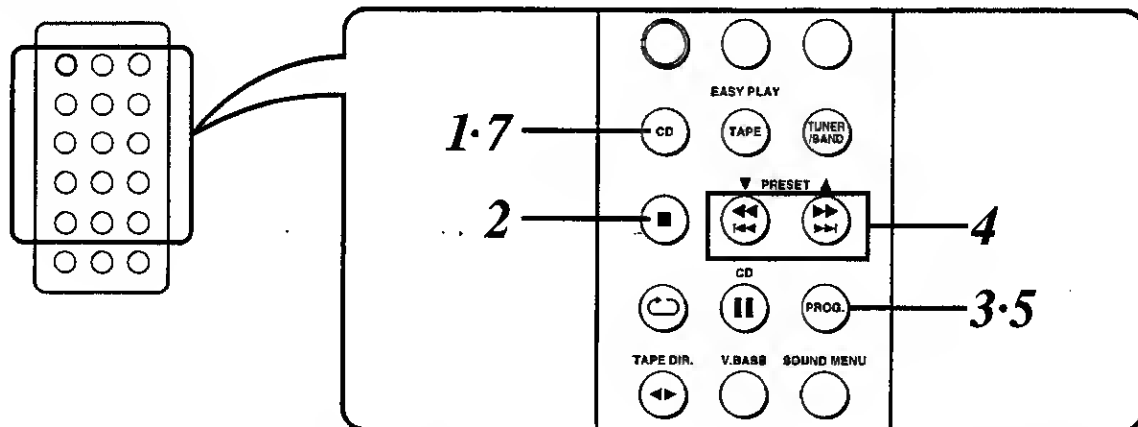 EASY PLAY
1·7
CD
TAPE
TUNER
/BAND
▼ PRESET ▲
2
4
CD
PROG.
3·5
TAPE DIR.
V.BASS
SOUND MENU